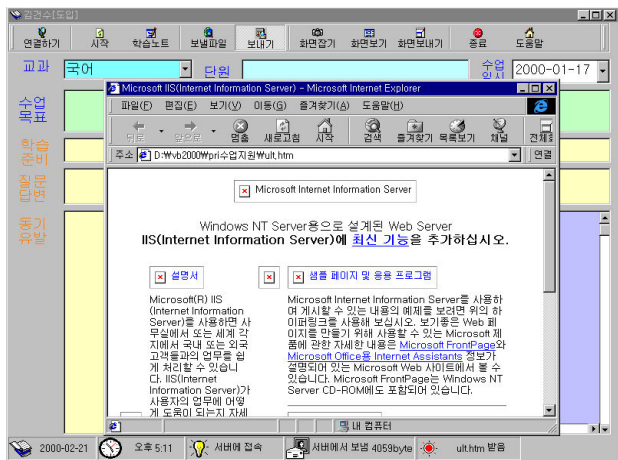 김건수[도입]
연결하기 시작 학습노트 보낼파일 보내기 화면잡기 화면보기 화면보내기 종료 도움말
교과 국어 단원 수업일시 2000-01-17
수업
목표
학습
준비
질문
답변
동기
유발
Microsoft IIS(Internet Information Server) - Microsoft Internet Explorer
파일(F) 편집(E) 보기(V) 이동(G) 즐겨찾기(A) 도움말(H)
뒤로 앞으로 멈춤 새로고침 시작 검색 즐겨찾기 목록보기 채널 전체
주소 D:₩vb2000₩pri수업지원₩ult.htm 연결
Microsoft Internet Information Server
Windows NT Server용으로 설계된 Web Server
IIS(Internet Information Server)에 최신 기능을 추가하십시오.
설명서
Microsoft(R) IIS
(Internet Information
Server)를 사용하면 사
무실에서 또는 세계 각
지에서 국내 또는 외국
고객들과의 업무를 쉽
게 처리할 수 있습니
다. IIS(Internet
Information Server)가
사용자의 업무에 어떻
게 도움이 되는지 자세
샘플 페이지 및 응용 프로그램
Microsoft Internet Information Server를 사용하
여 게시할 수 있는 내용의 예제를 보려면 위의 하
이퍼링크를 사용해 보십시오. 보기좋은 Web 페
이지를 만들기 위해 사용할 수 있는 Microsoft 제
품에 관한 자세한 내용은 Microsoft FrontPage와
Microsoft Office용 Internet Assistants 정보가
설명되어 있는 Microsoft Web 사이트에서 볼 수
있습니다. Microsoft FrontPage는 Windows NT
Server CD-ROM에도 포함되어 있습니다.
내 컴퓨터
2000-02-21 오후 5:11 서버에 접속 서버에서 보냄 4059byte ult.htm 받음